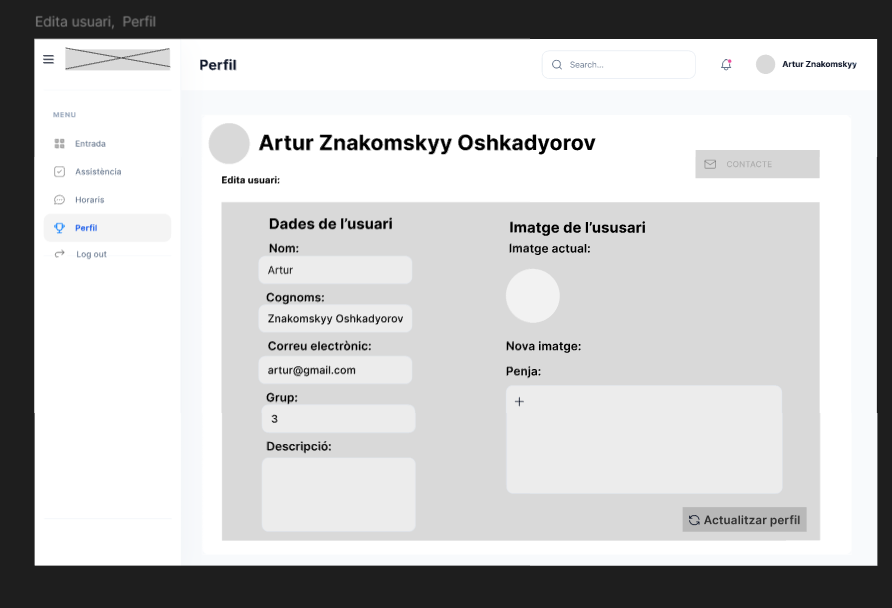 Edita usuari, Perfil
Perfil
Search...
Artur Znakomskyy
MENU
Entrada
Assistència
Horaris
Perfil
Log out
Artur Znakomskyy Oshkadyorov
CONTACTE
Edita usuari:
Dades de l’usuari
Nom:
Artur
Cognoms:
Znakomskyy Oshkadyorov
Correu electrònic:
artur@gmail.com
Grup:
3
Descripció:
Imatge de l’ususari
Imatge actual:
Nova imatge:
Penja:
+
Actualitzar perfil